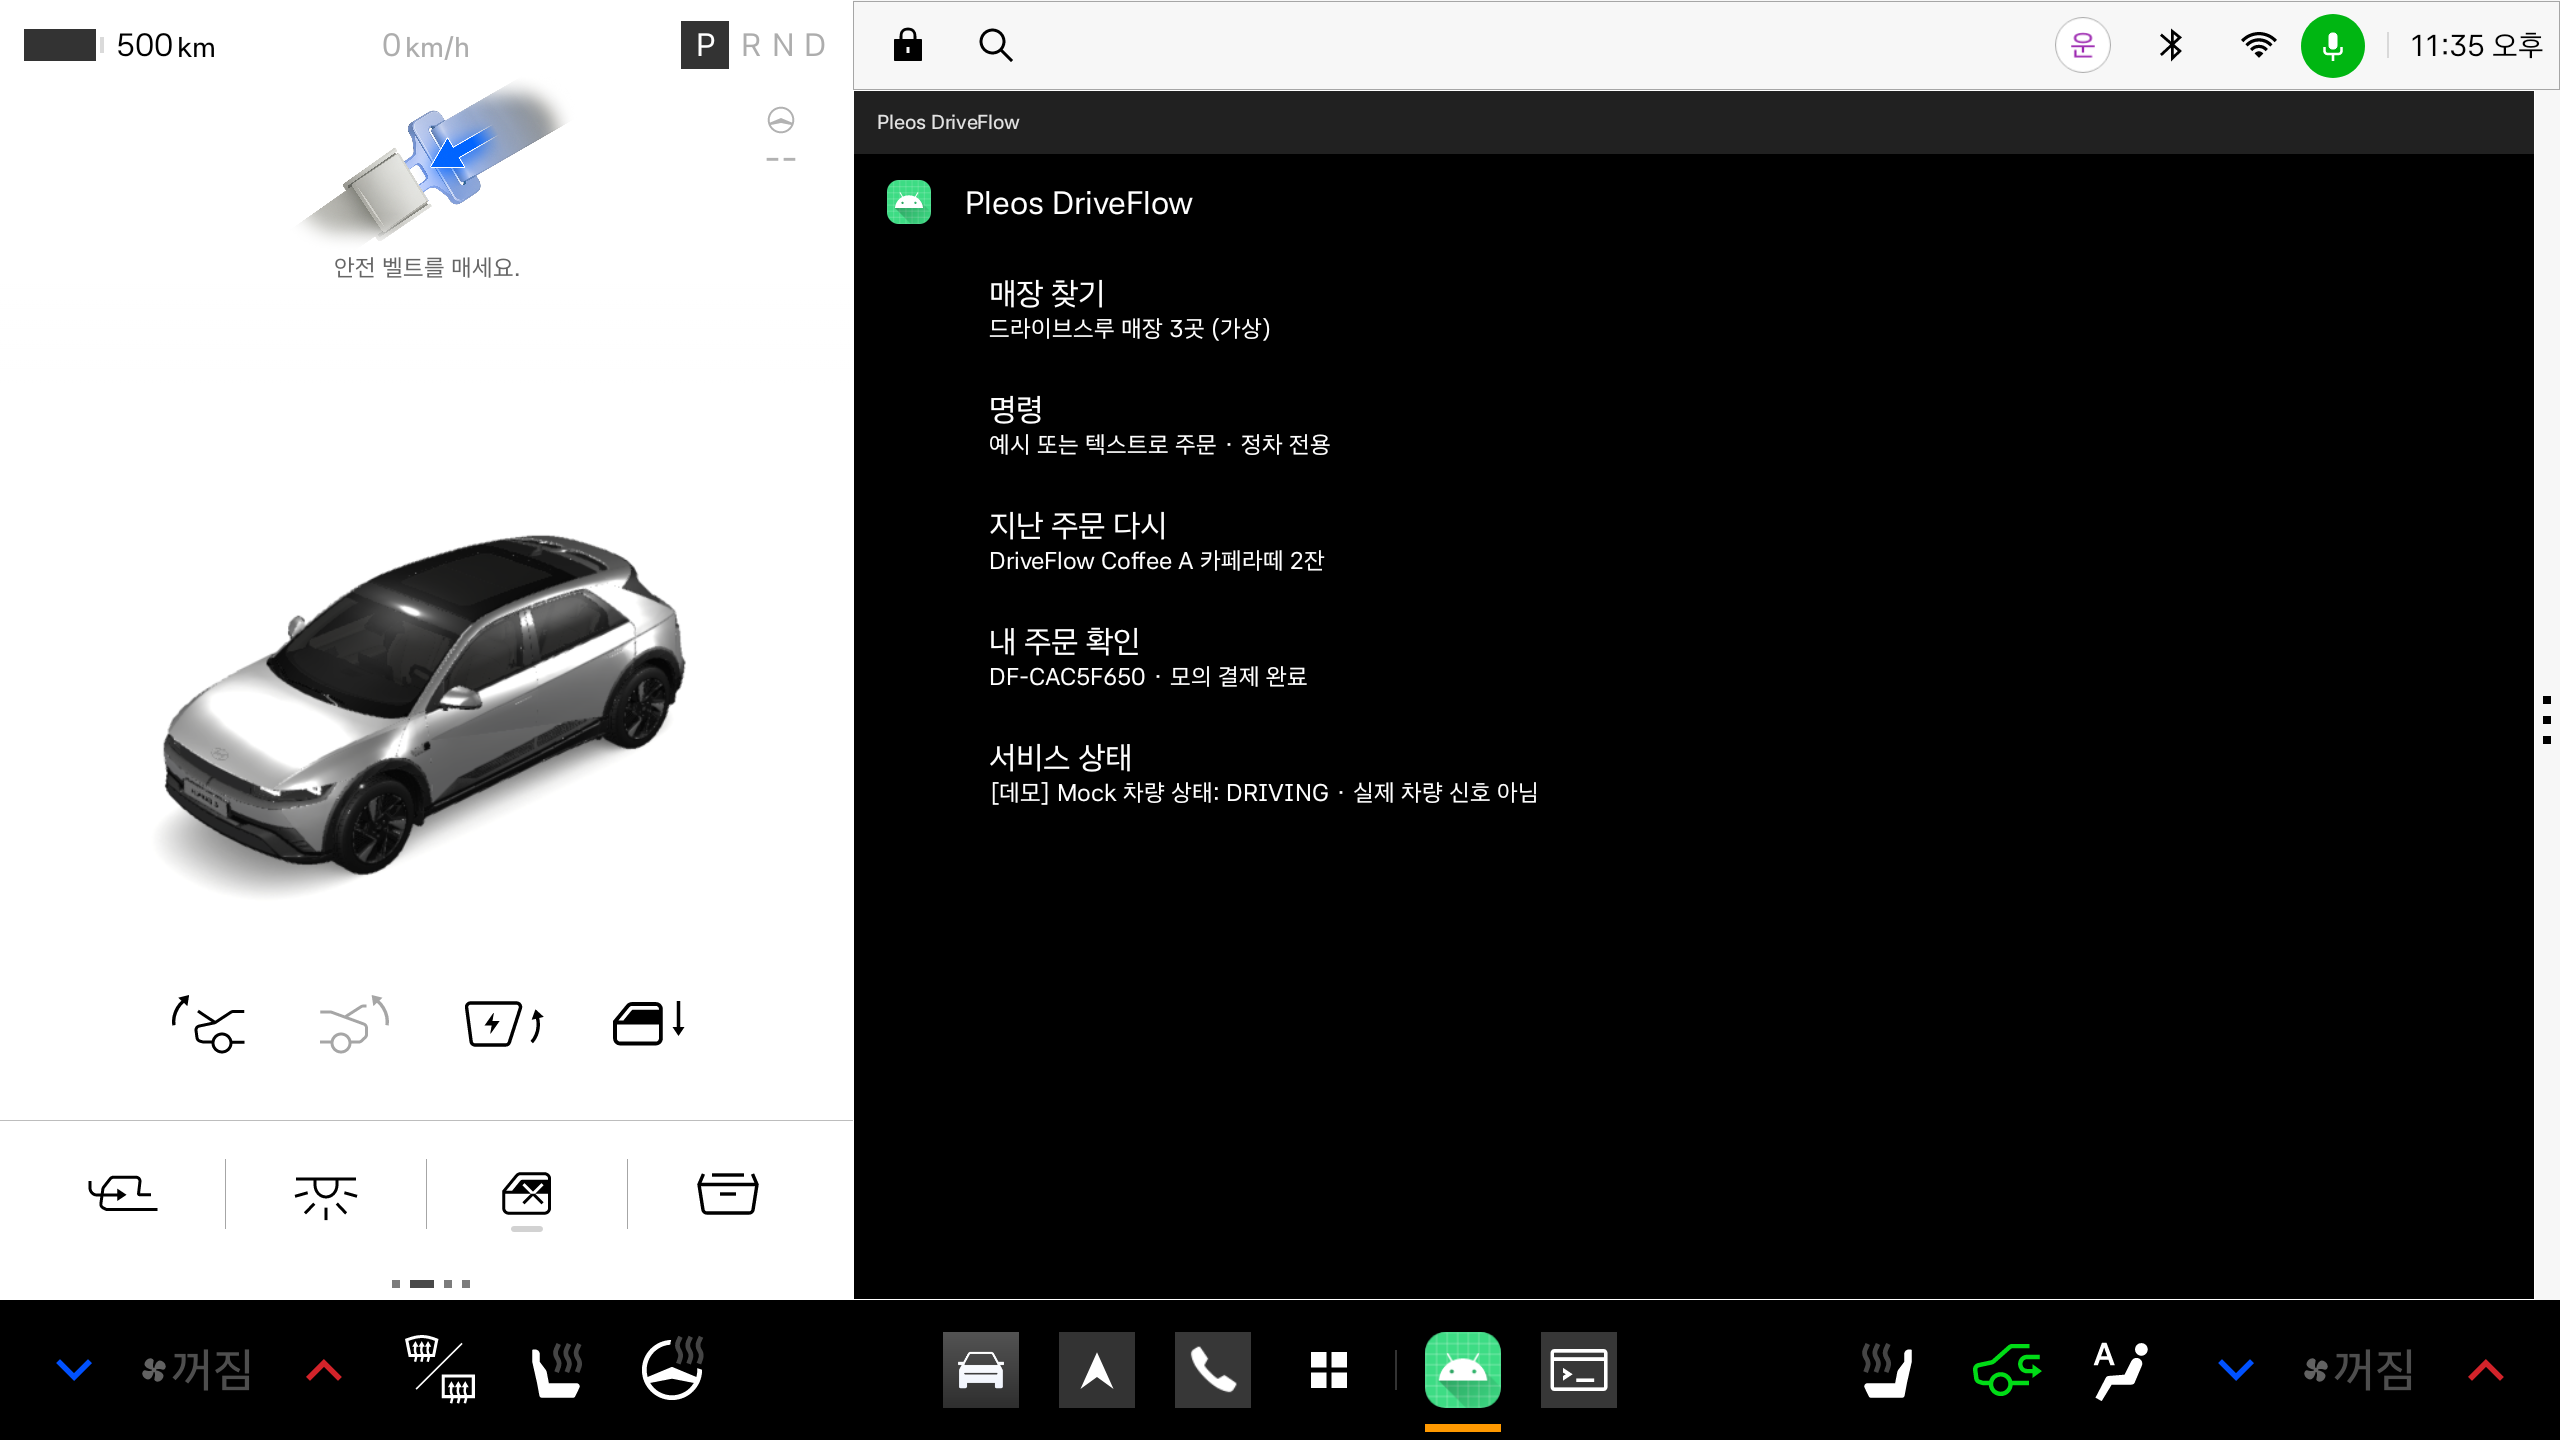 500 km
0 km/h
P R N D
운
11:35 오후
안전 벨트를 매세요.
Pleos DriveFlow
Pleos DriveFlow
매장 찾기
드라이브스루 매장 3곳 (가상)
명령
예시 또는 텍스트로 주문 · 정차 전용
지난 주문 다시
DriveFlow Coffee A 카페라떼 2잔
내 주문 확인
DF-CAC5F650 · 모의 결제 완료
서비스 상태
[데모] Mock 차량 상태: DRIVING · 실제 차량 신호 아님
꺼짐
A
꺼짐